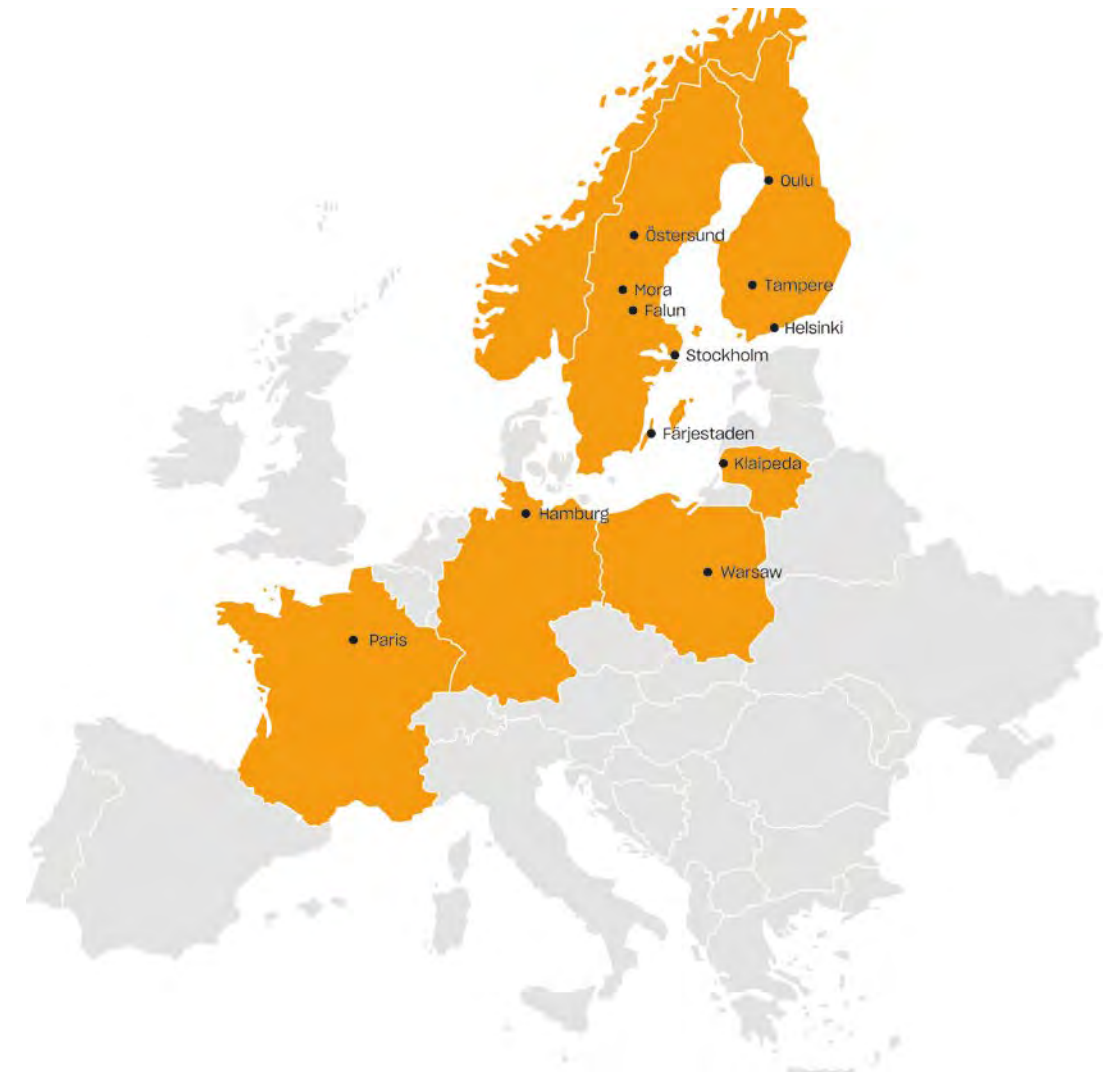 Oulu
Östersund
Tampere
Mora
Falun
Helsinki
Stockholm
Färjestaden
Klaipeda
Hamburg
Warsaw
Paris